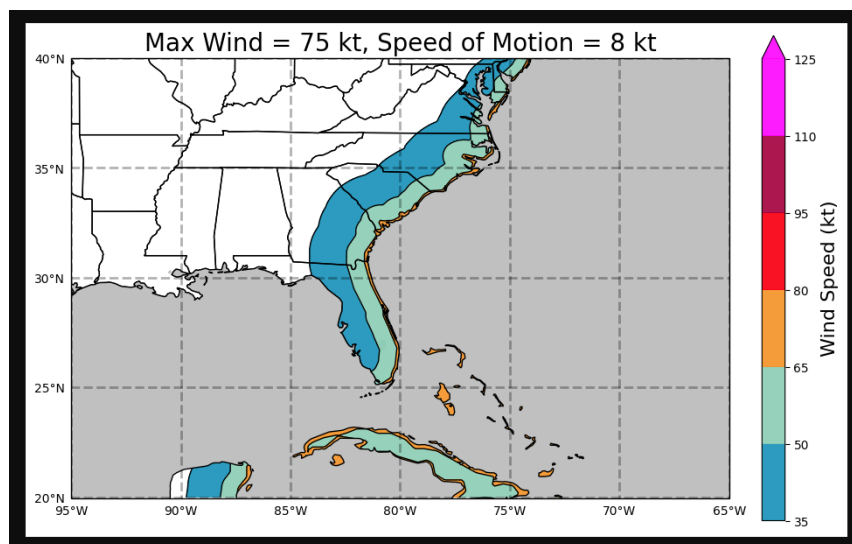 Max Wind = 75 kt, Speed of Motion = 8 kt
40°N
35°N
30°N
25°N
20°N
95°W
90°W
85°W
80°W
75°W
70°W
65°W
125
110
95
80
65
50
35
Wind Speed (kt)